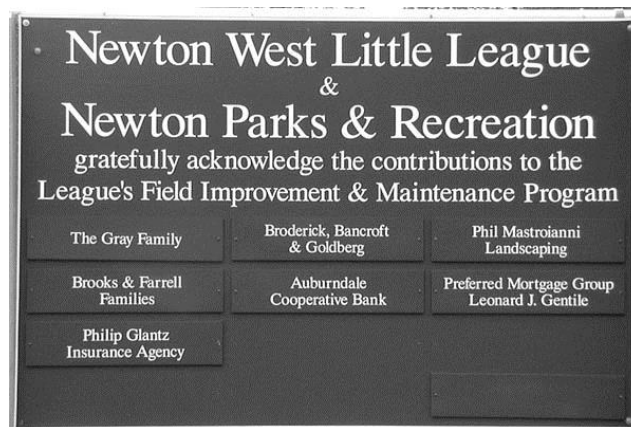 Newton West Little League
&
Newton Parks & Recreation
gratefully acknowledge the contributions to the
League's Field Improvement & Maintenance Program
The Gray Family
Broderick, Bancroft
& Goldberg
Phil Mastroianni
Landscaping
Brooks & Farrell
Families
Auburndale
Cooperative Bank
Preferred Mortgage Group
Leonard J. Gentile
Philip Glantz
Insurance Agency